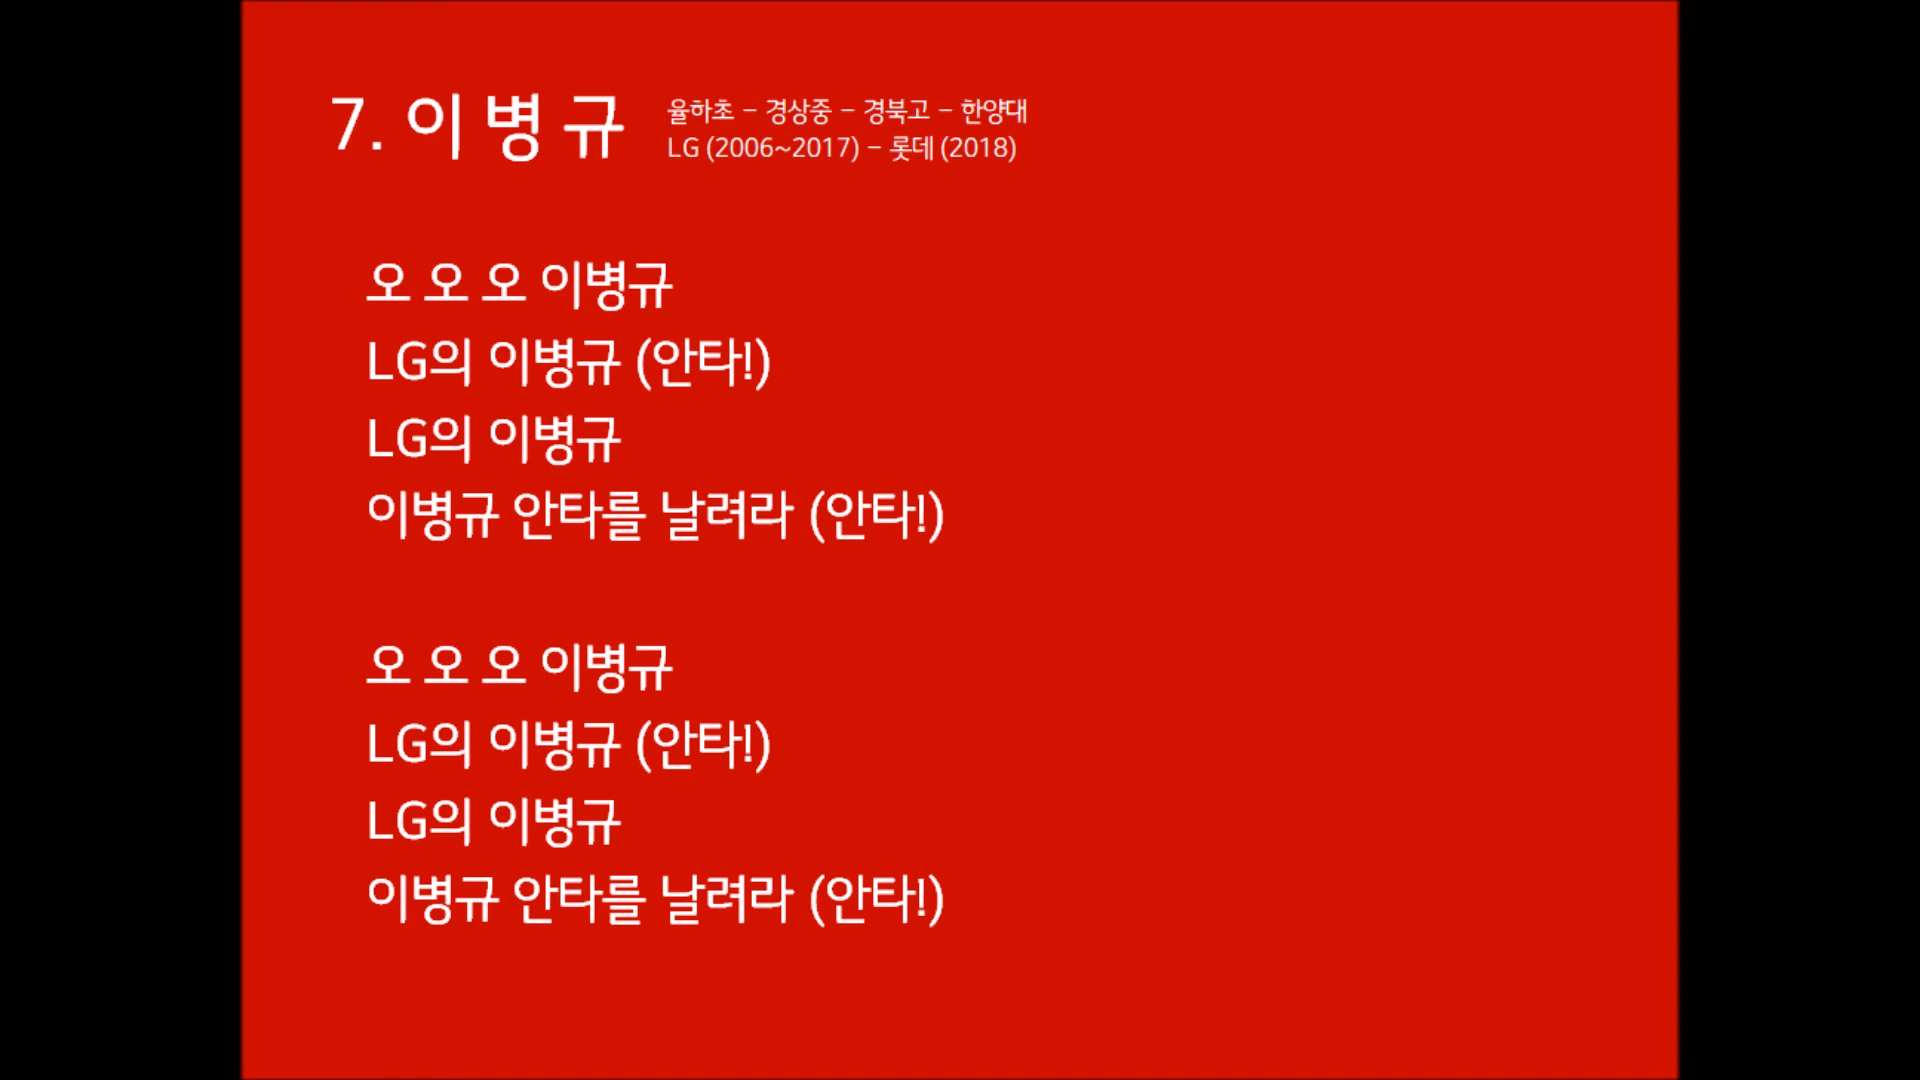 7. 이 병 규
율하초 - 경상중 - 경북고 - 한양대
LG (2006~2017) - 롯데 (2018)
오 오 오 이병규
LG의 이병규 (안타!)
LG의 이병규
이병규 안타를 날려라 (안타!)
오 오 오 이병규
LG의 이병규 (안타!)
LG의 이병규
이병규 안타를 날려라 (안타!)